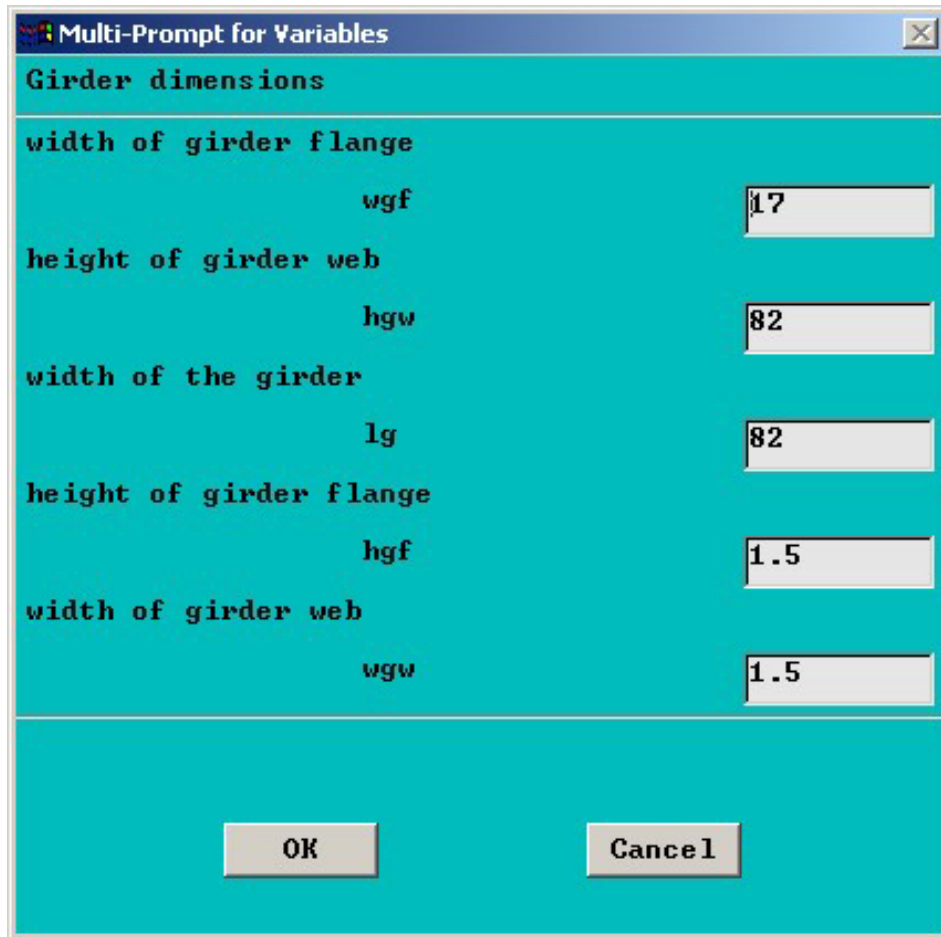 Multi-Prompt for Variables
Girder dimensions
width of girder flange
wgf 17
height of girder web
hgw 82
width of the girder
lg 82
height of girder flange
hgf 1.5
width of girder web
wgw 1.5
OK Cancel